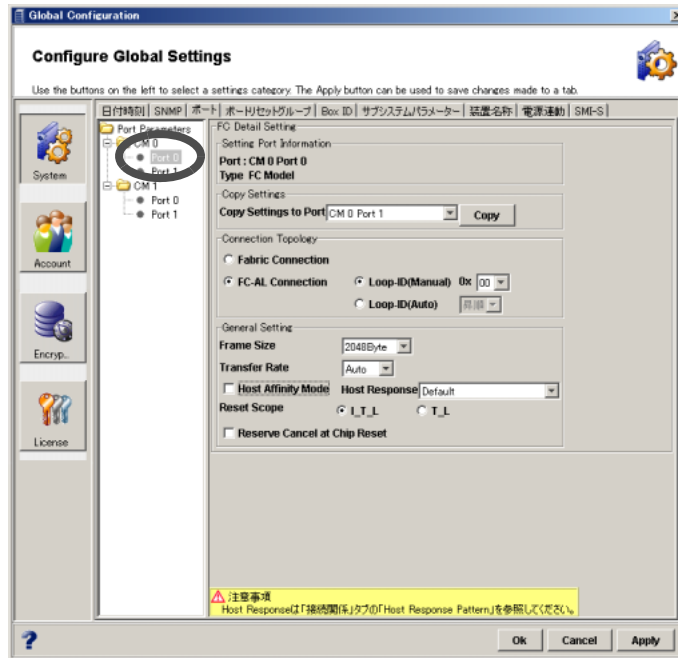 Global Configuration
Configure Global Settings
Use the buttons on the left to select a settings category. The Apply button can be used to save changes made to a tab.
日付時刻 SNMP ポート ポートリセットグループ Box ID サブシステムパラメーター 装置名称 電源連動 SMI-S
System
Account
Encryp...
License
Port Parameters
CM 0
Port 0
Port 1
CM 1
Port 0
Port 1
FC Detail Setting
Setting Port Information
Port : CM 0 Port 0
Type FC Model
Copy Settings
Copy Settings to Port CM 0 Port 1 Copy
Connection Topology
Fabric Connection
FC-AL Connection Loop-ID(Manual) 0x 00
Loop-ID(Auto) 昇順
General Setting
Frame Size 2048Byte
Transfer Rate Auto
Host Affinity Mode Host Response Default
Reset Scope I_T_L T_L
Reserve Cancel at Chip Reset
注意事項
Host Responseは「接続関係」タブの「Host Response Pattern」を参照してください。
? Ok Cancel Apply